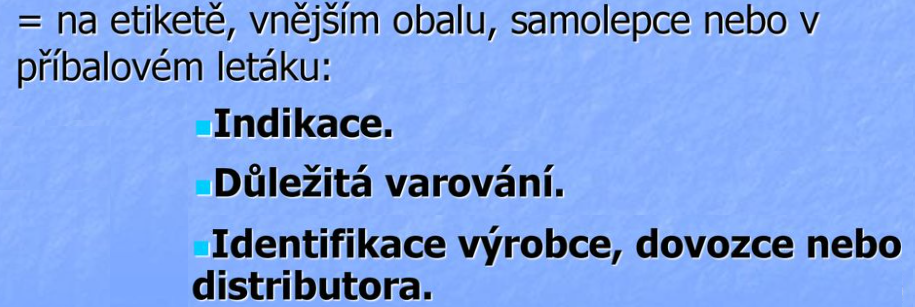 = na etiketě, vnějším obalu, samolepce nebo v
příbalovém letáku:
Indikace.
Důležitá varování.
Identifikace výrobce, dovozce nebo
distributora.